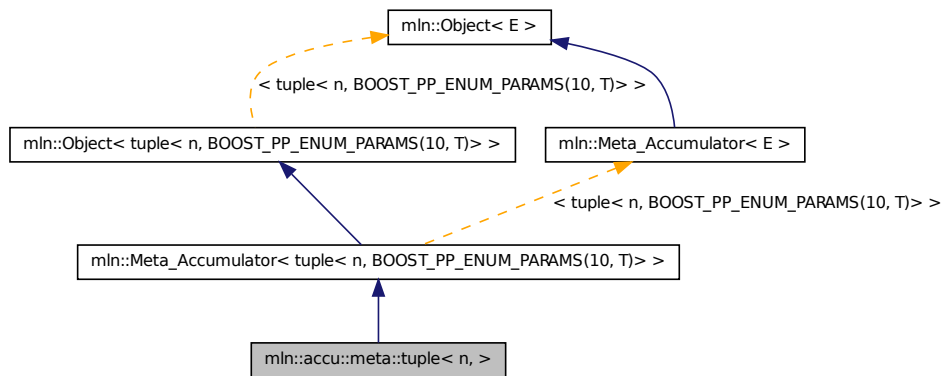 mln::Object< E >
< tuple< n, BOOST_PP_ENUM_PARAMS(10, T)> >
mln::Object< tuple< n, BOOST_PP_ENUM_PARAMS(10, T)> >
mln::Meta_Accumulator< E >
< tuple< n, BOOST_PP_ENUM_PARAMS(10, T)> >
mln::Meta_Accumulator< tuple< n, BOOST_PP_ENUM_PARAMS(10, T)> >
mln::accu::meta::tuple< n, >